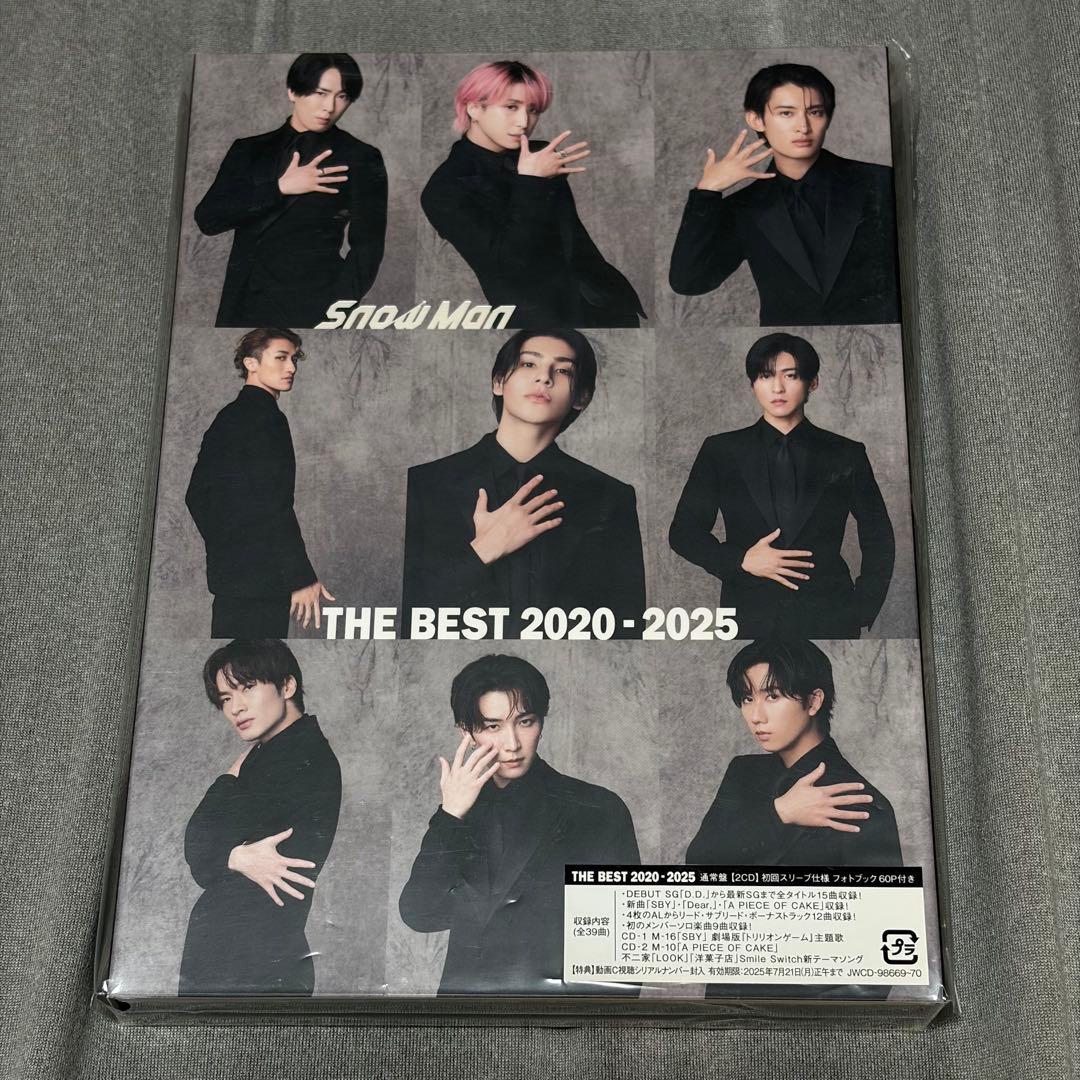 Snow Man
THE BEST 2020 - 2025
THE BEST 2020 - 2025 通常盤【2CD】初回スリーブ仕様 フォトブック60P付き
収録内容
(全39曲)
・DEBUT SG「D.D.」から最新SGまで全タイトル15曲収録!
・新曲「SBY」・「Dear,」・「A PIECE OF CAKE」収録!
・4枚のALからリード・サブリード・ボーナストラック12曲収録!
・初のメンバーソロ楽曲9曲収録!
CD-1 M-16「SBY」 劇場版『トリリオンゲーム』主題歌
CD-2 M-10「A PIECE OF CAKE」
不二家「LOOK」「洋菓子店」Smile Switch新テーマソング
【特典】動画C視聴シリアルナンバー封入 有効期限:2025年7月21日(月)正午まで JWCD-98669~70
プラ